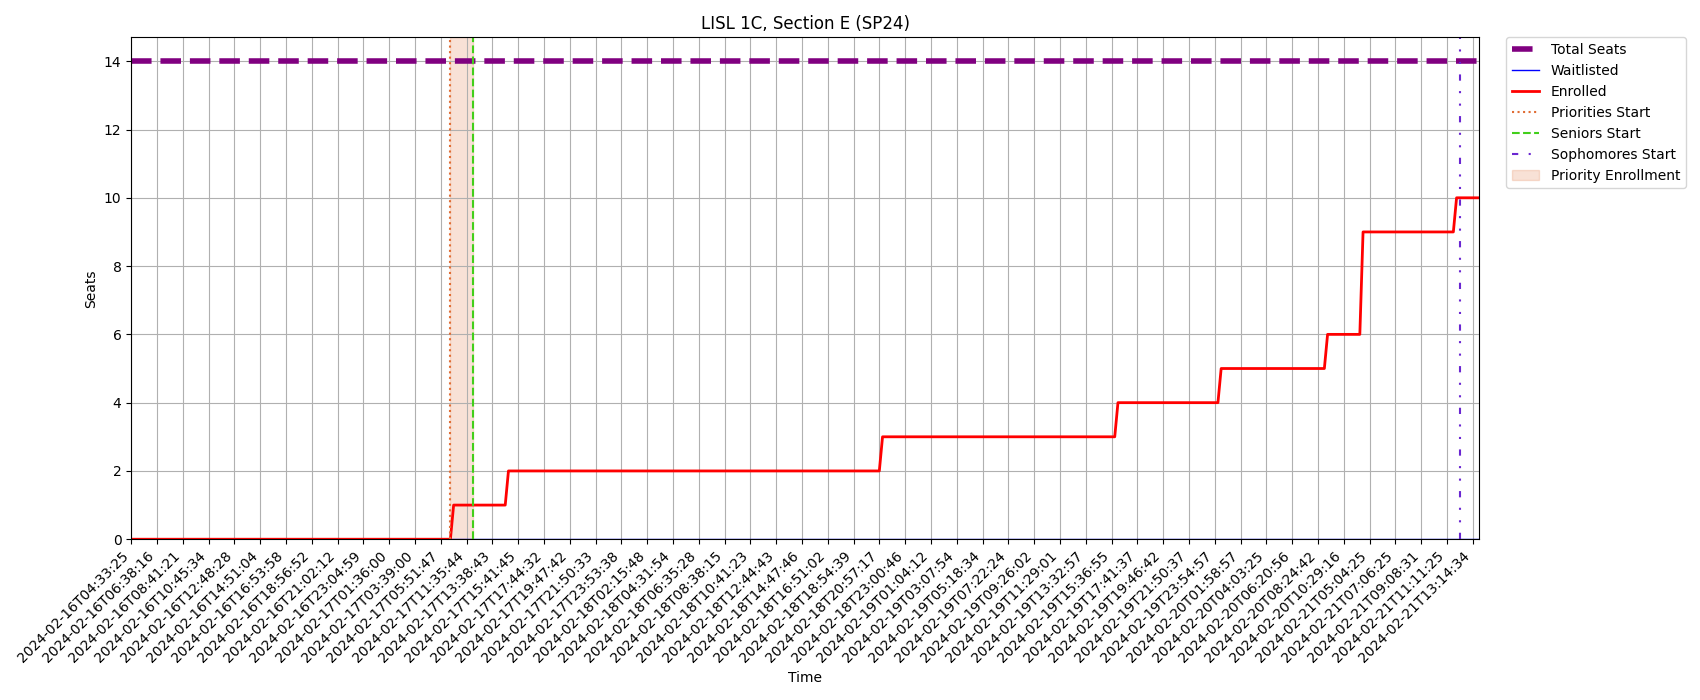 LISL 1C, Section E (SP24)
Total Seats
Waitlisted
Enrolled
Priorities Start
Seniors Start
Sophomores Start
Priority Enrollment
Seats
14
12
10
8
6
4
2
0
2024-02-16T04:33:25
2024-02-16T06:38:16
2024-02-16T08:41:21
2024-02-16T10:45:34
2024-02-16T12:48:28
2024-02-16T14:51:04
2024-02-16T16:53:58
2024-02-16T18:56:52
2024-02-16T21:02:12
2024-02-16T23:04:59
2024-02-17T01:36:00
2024-02-17T03:39:00
2024-02-17T05:51:47
2024-02-17T11:35:44
2024-02-17T13:38:43
2024-02-17T15:41:45
2024-02-17T17:44:32
2024-02-17T19:47:42
2024-02-17T21:50:33
2024-02-17T23:53:38
2024-02-18T02:15:48
2024-02-18T04:31:54
2024-02-18T06:35:28
2024-02-18T08:38:15
2024-02-18T10:41:23
2024-02-18T12:44:43
2024-02-18T14:47:46
2024-02-18T16:51:02
2024-02-18T18:54:39
2024-02-18T20:57:17
2024-02-18T23:00:46
2024-02-19T01:04:12
2024-02-19T03:07:54
2024-02-19T05:18:34
2024-02-19T07:22:24
2024-02-19T09:26:02
2024-02-19T11:29:01
2024-02-19T13:32:57
2024-02-19T15:36:55
2024-02-19T17:41:37
2024-02-19T19:46:42
2024-02-19T21:50:37
2024-02-19T23:54:57
2024-02-20T01:58:57
2024-02-20T04:03:25
2024-02-20T06:20:56
2024-02-20T08:24:42
2024-02-20T10:29:16
2024-02-21T05:04:25
2024-02-21T07:06:25
2024-02-21T09:08:31
2024-02-21T11:11:25
2024-02-21T13:14:34
Time